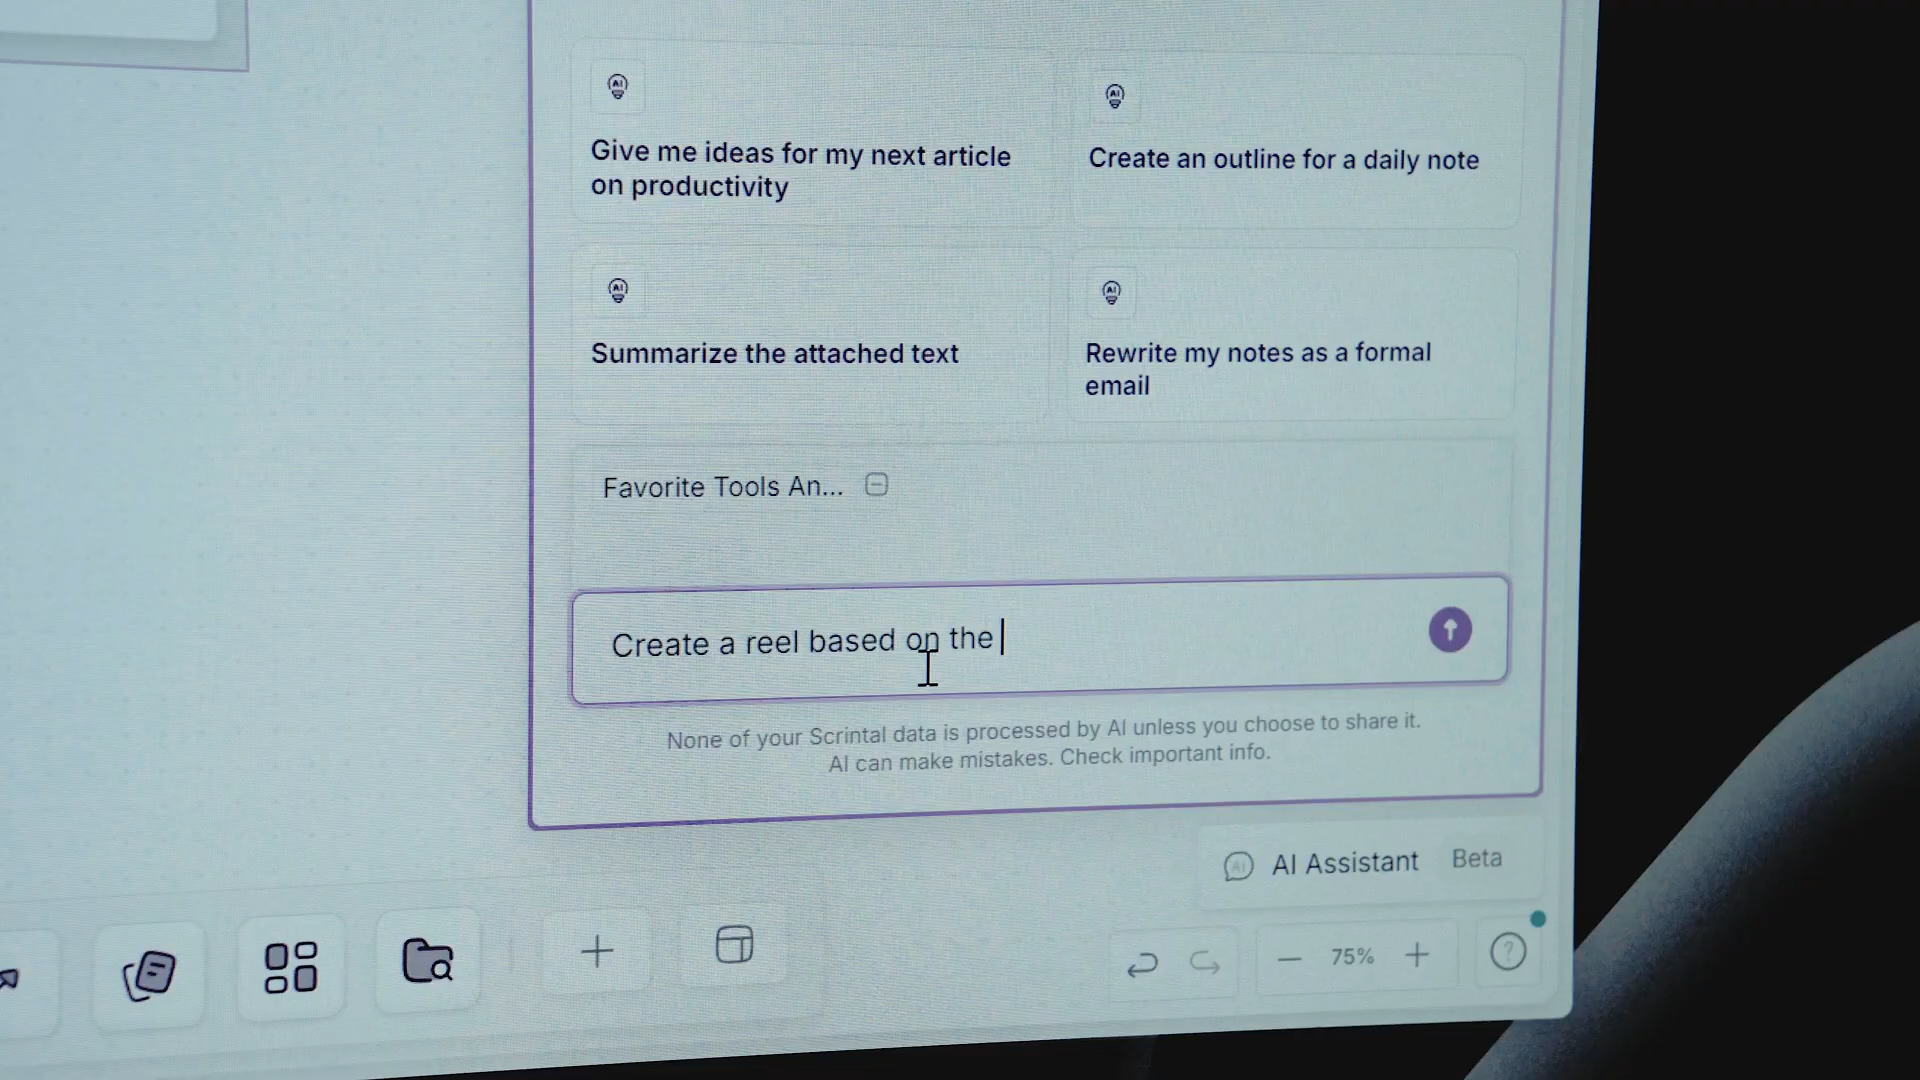 Give me ideas for my next article
on productivity
Create an outline for a daily note
Summarize the attached text
Rewrite my notes as a formal
email
Favorite Tools An...
Create a reel based on the
None of your Scrintal data is processed by AI unless you choose to share it.
AI can make mistakes. Check important info.
AI Assistant Beta
75%